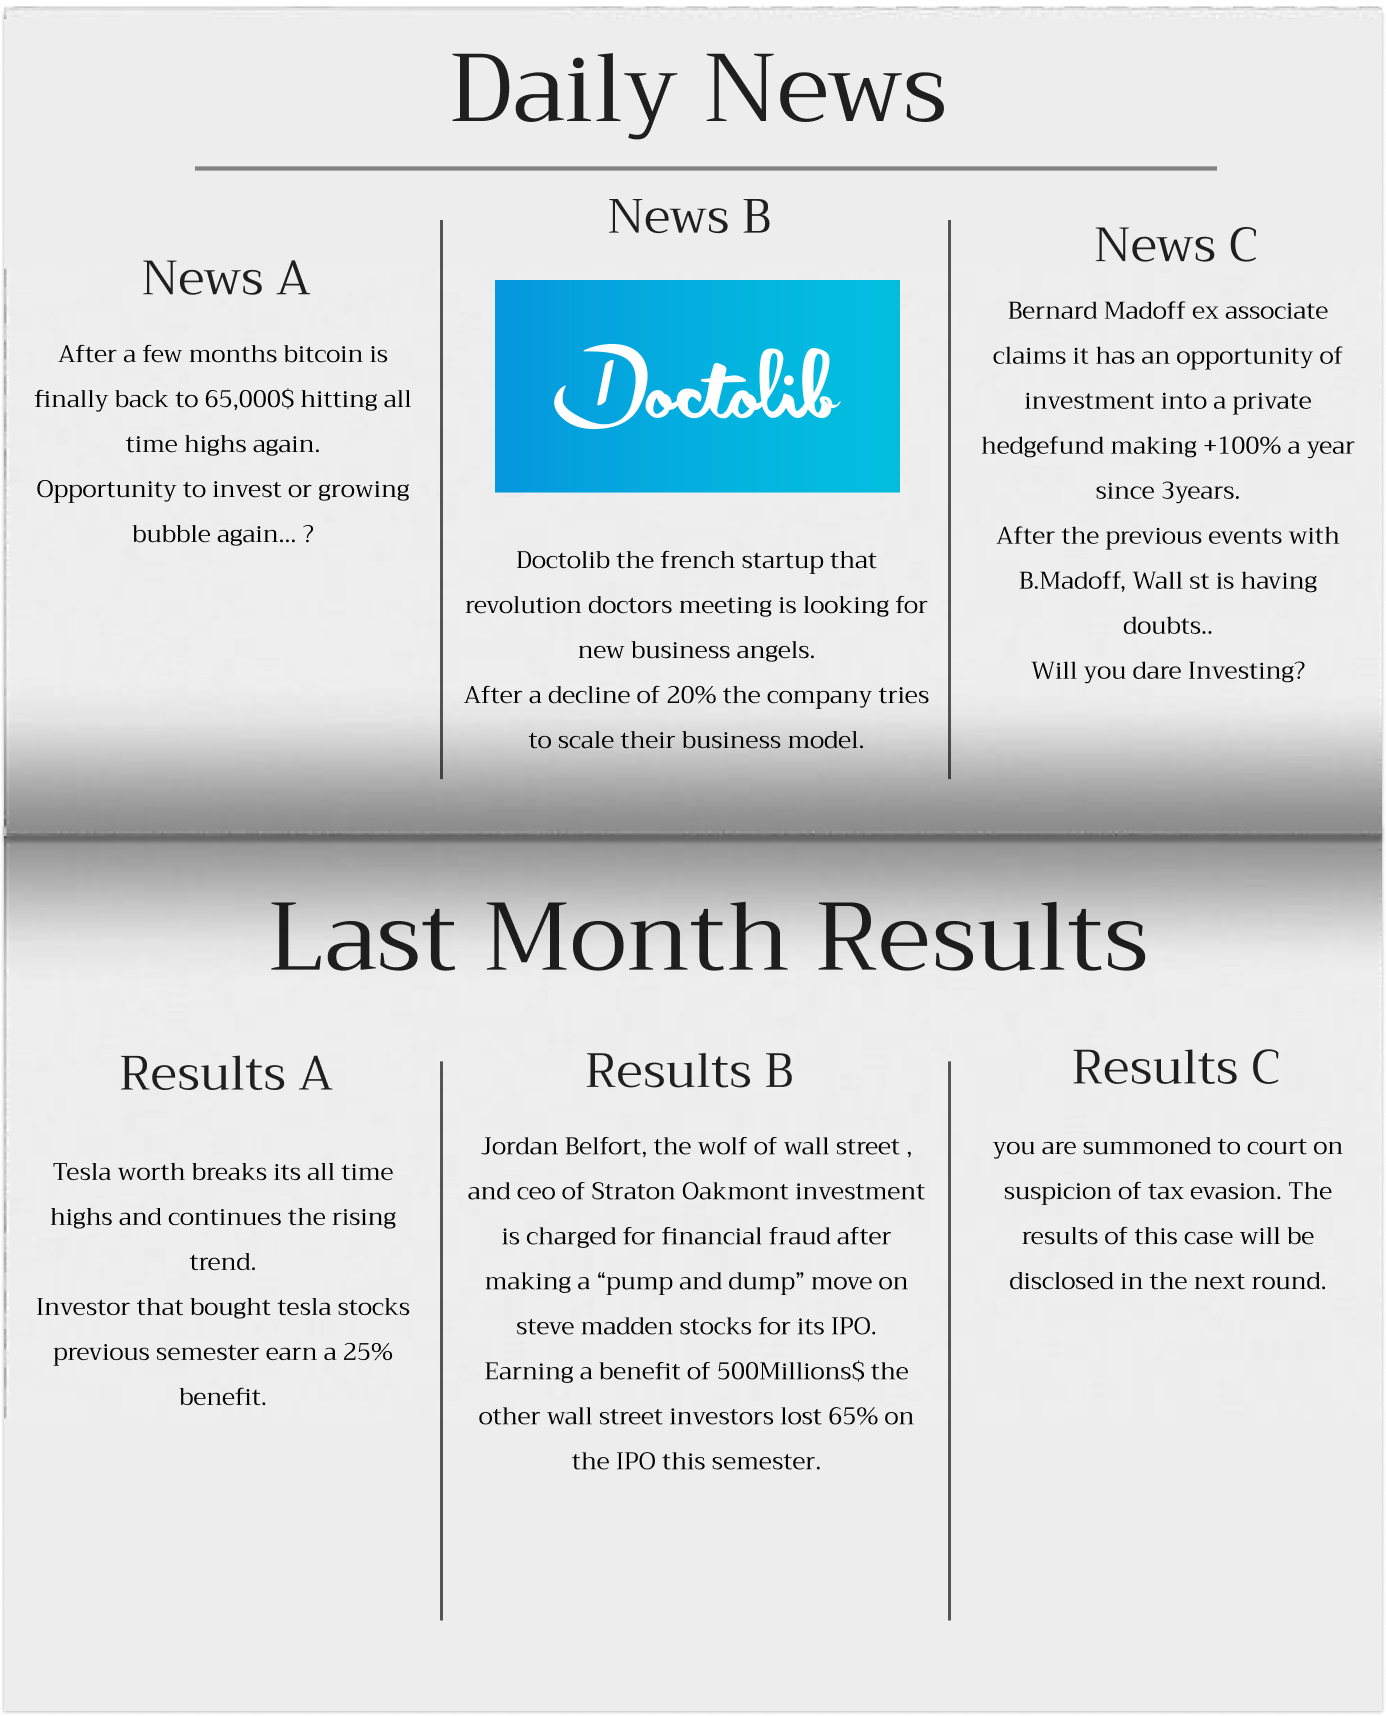 Daily News
News A
After a few months bitcoin is
finally back to 65,000$ hitting all
time highs again.
Opportunity to invest or growing
bubble again... ?
News B
Doctolib
Doctolib the french startup that
revolution doctors meeting is looking for
new business angels.
After a decline of 20% the company tries
to scale their business model.
News C
Bernard Madoff ex associate
claims it has an opportunity of
investment into a private
hedgefund making +100% a year
since 3years.
After the previous events with
B.Madoff, Wall st is having
doubts..
Will you dare Investing?
Last Month Results
Results A
Tesla worth breaks its all time
highs and continues the rising
trend.
Investor that bought tesla stocks
previous semester earn a 25%
benefit.
Results B
Jordan Belfort, the wolf of wall street ,
and ceo of Straton Oakmont investment
is charged for financial fraud after
making a “pump and dump” move on
steve madden stocks for its IPO.
Earning a benefit of 500Millions$ the
other wall street investors lost 65% on
the IPO this semester.
Results C
you are summoned to court on
suspicion of tax evasion. The
results of this case will be
disclosed in the next round.